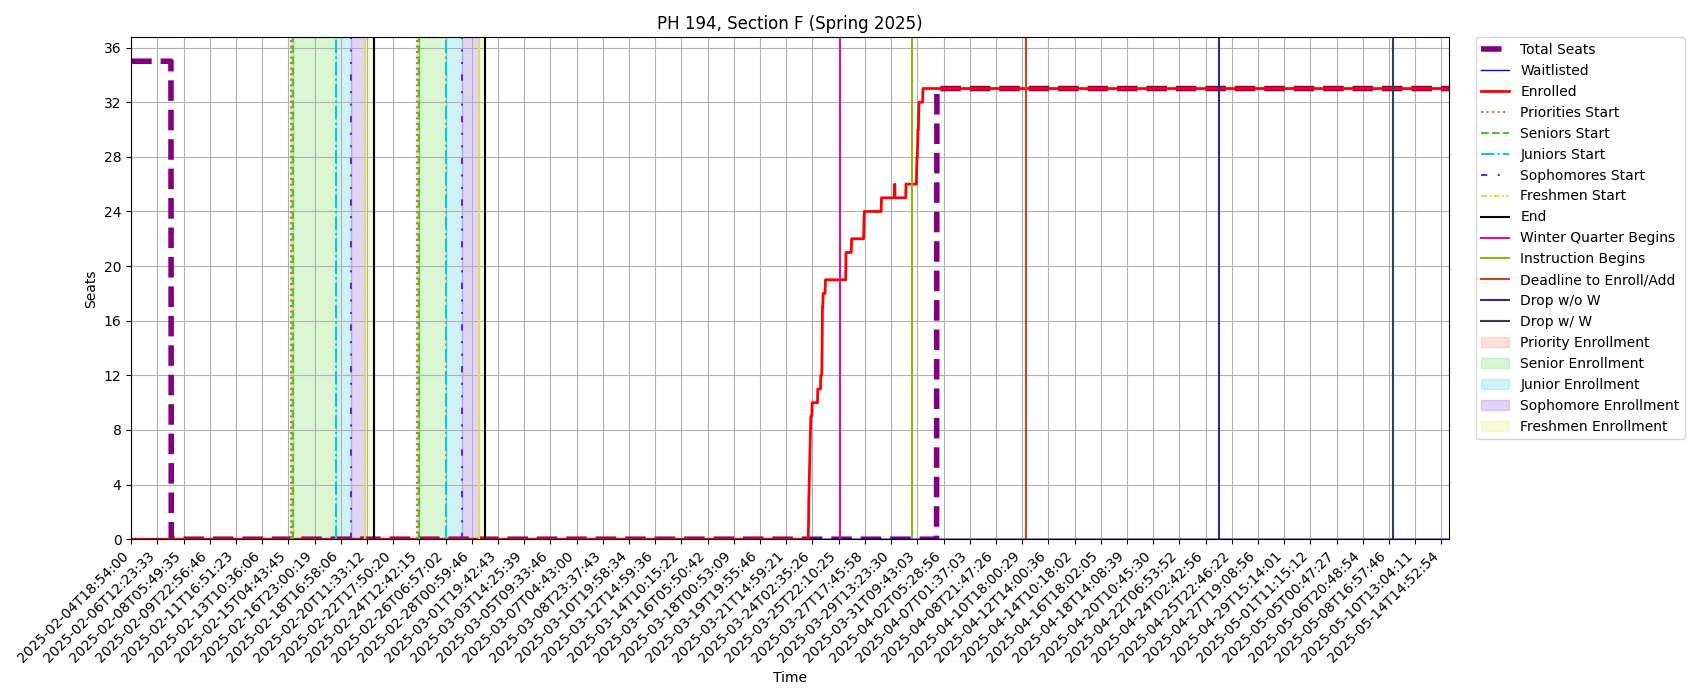 PH 194, Section F (Spring 2025)
Seats
36
32
28
24
20
16
12
8
4
0
2025-02-04T18:54:00
2025-02-06T12:23:33
2025-02-08T05:49:35
2025-02-09T22:56:46
2025-02-11T16:51:23
2025-02-13T10:36:06
2025-02-15T04:43:45
2025-02-16T23:00:19
2025-02-18T16:58:06
2025-02-20T11:33:12
2025-02-22T17:50:20
2025-02-24T12:42:15
2025-02-26T06:57:02
2025-02-28T00:59:46
2025-03-01T19:42:43
2025-03-03T14:25:39
2025-03-05T09:33:46
2025-03-07T04:43:00
2025-03-08T23:37:43
2025-03-10T19:58:34
2025-03-12T14:59:36
2025-03-14T10:15:22
2025-03-16T05:50:42
2025-03-18T00:53:09
2025-03-19T19:55:46
2025-03-21T14:59:21
2025-03-24T02:35:26
2025-03-25T22:10:25
2025-03-27T17:45:58
2025-03-29T13:23:30
2025-03-31T09:43:03
2025-04-02T05:28:56
2025-04-07T01:37:03
2025-04-08T21:47:26
2025-04-10T18:00:29
2025-04-12T14:00:36
2025-04-14T10:18:02
2025-04-16T18:02:05
2025-04-18T14:08:39
2025-04-20T10:45:30
2025-04-22T06:53:52
2025-04-24T02:42:56
2025-04-25T22:46:22
2025-04-27T19:08:56
2025-04-29T15:14:01
2025-05-01T11:15:12
2025-05-05T00:47:27
2025-05-06T20:48:54
2025-05-08T16:57:46
2025-05-10T13:04:11
2025-05-14T14:52:54
Time
Total Seats
Waitlisted
Enrolled
Priorities Start
Seniors Start
Juniors Start
Sophomores Start
Freshmen Start
End
Winter Quarter Begins
Instruction Begins
Deadline to Enroll/Add
Drop w/o W
Drop w/ W
Priority Enrollment
Senior Enrollment
Junior Enrollment
Sophomore Enrollment
Freshmen Enrollment